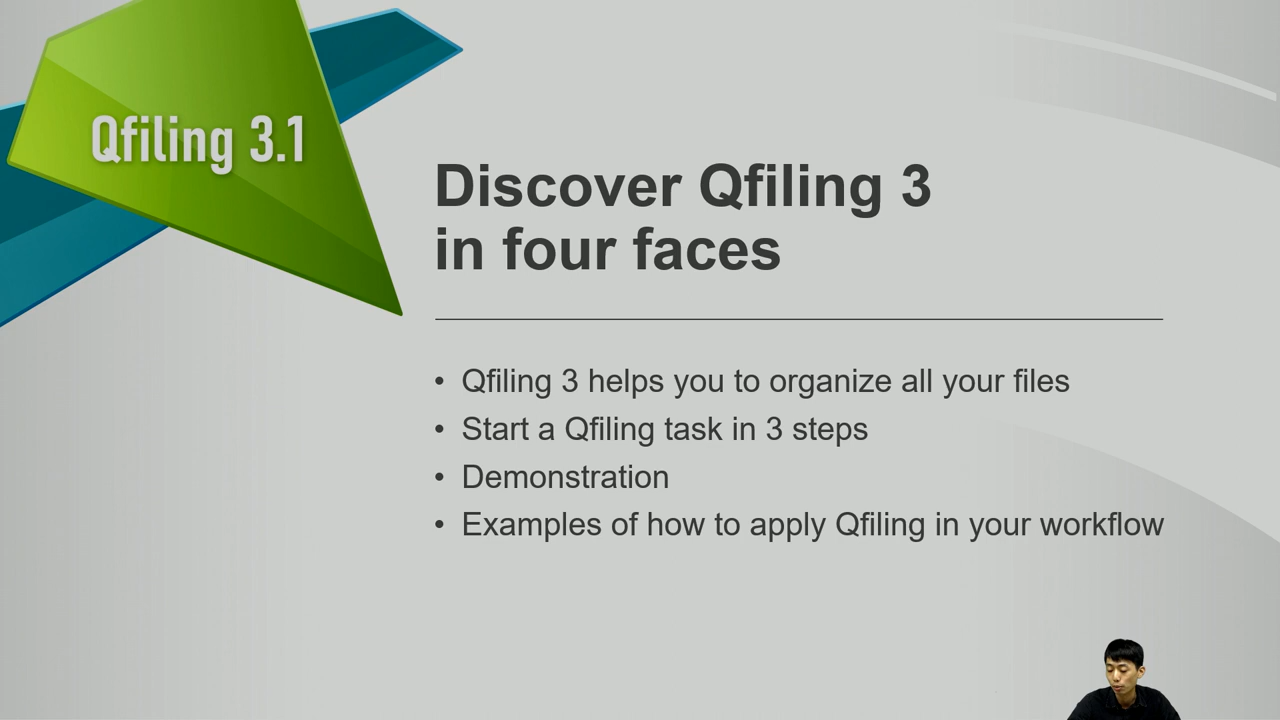 Qfiling 3.1
Discover Qfiling 3
in four faces
• Qfiling 3 helps you to organize all your files
• Start a Qfiling task in 3 steps
• Demonstration
• Examples of how to apply Qfiling in your workflow